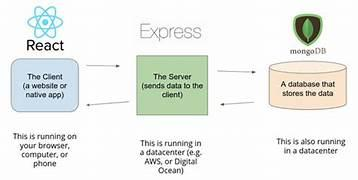 React
Express
mongoDB
The Client
(a website or
native app)
The Server
(sends data to the
client)
A database that
stores the data
This is running on
your browser,
computer, or
phone
This is running in
a datacenter (e.g.
AWS, or Digital
Ocean)
This is also running
in a datacenter